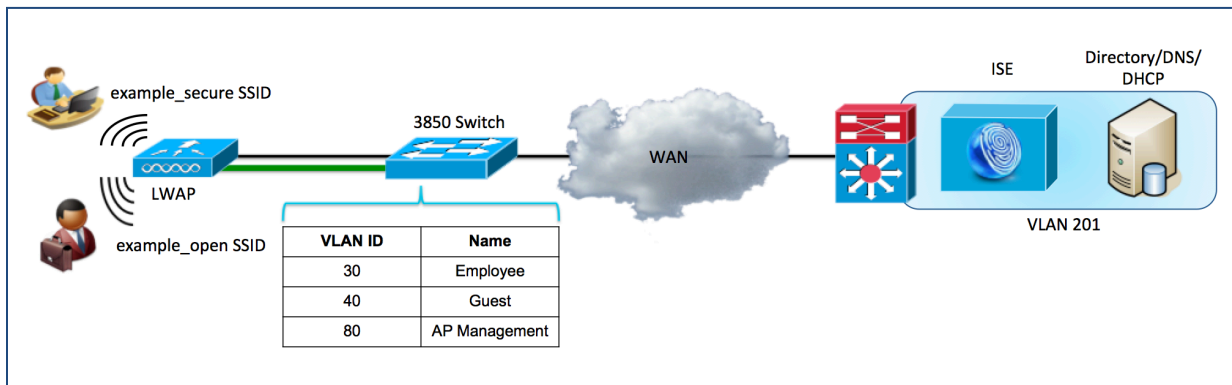 example_secure SSID
LWAP
example_open SSID
3850 Switch
VLAN ID Name
30 Employee
40 Guest
80 AP Management
WAN
ISE
Directory/DNS/
DHCP
VLAN 201